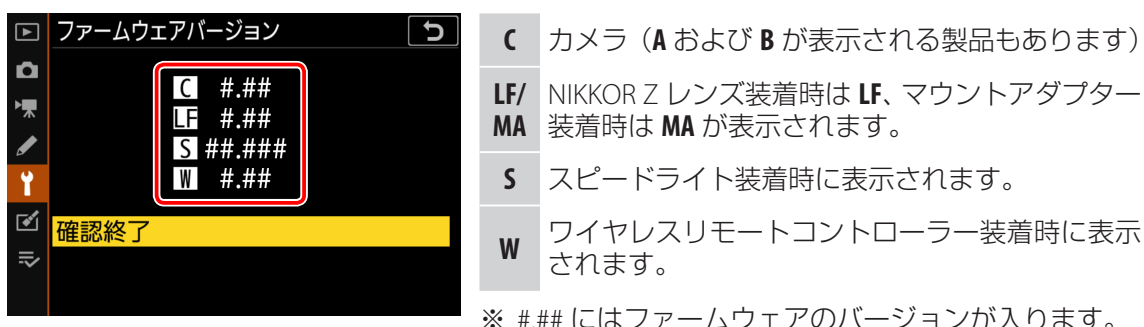 ファームウェアバージョン
C #.##
LF #.##
S ##.###
W #.##
確認終了
C カメラ（A および B が表示される製品もあります）
LF/ NIKKOR Z レンズ装着時は LF、マウントアダプター
MA 装着時は MA が表示されます。
S スピードライト装着時に表示されます。
W ワイヤレスリモートコントローラー装着時に表示
されます。
※ #.## にはファームウェアのバージョンが入ります。